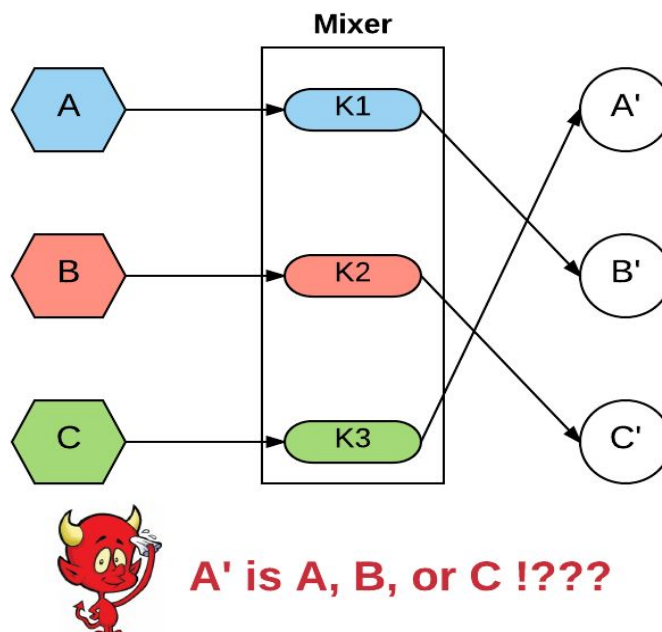 Mixer
A K1 A'
B K2 B'
C K3 C'
A' is A, B, or C !???